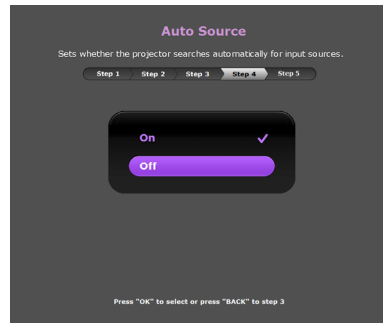 Auto Source
Sets whether the projector searches automatically for input sources.
Step 1 Step 2 Step 3 Step 4 Step 5
On
Off
Press "OK" to select or press "BACK" to step 3